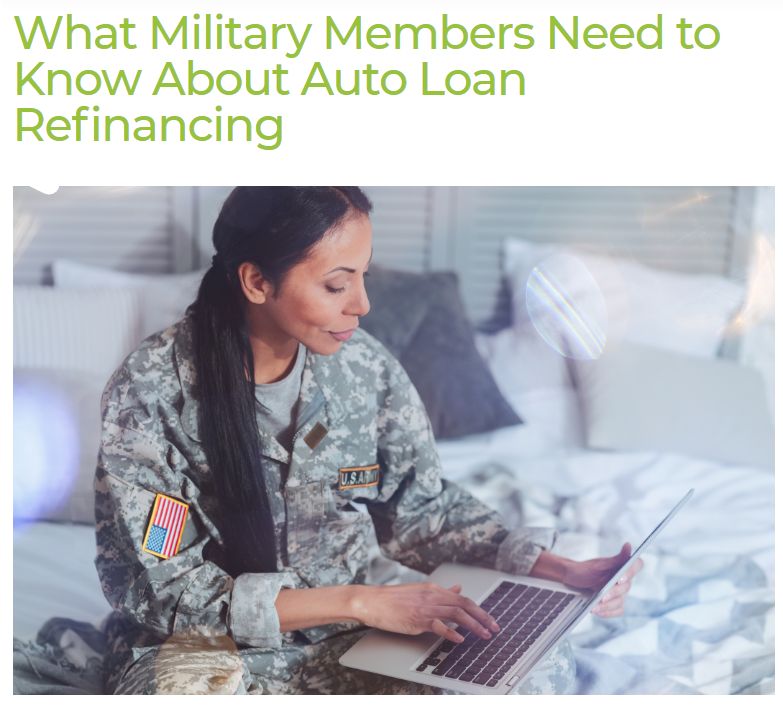 What Military Members Need to
Know About Auto Loan
Refinancing
U.S.ARMY